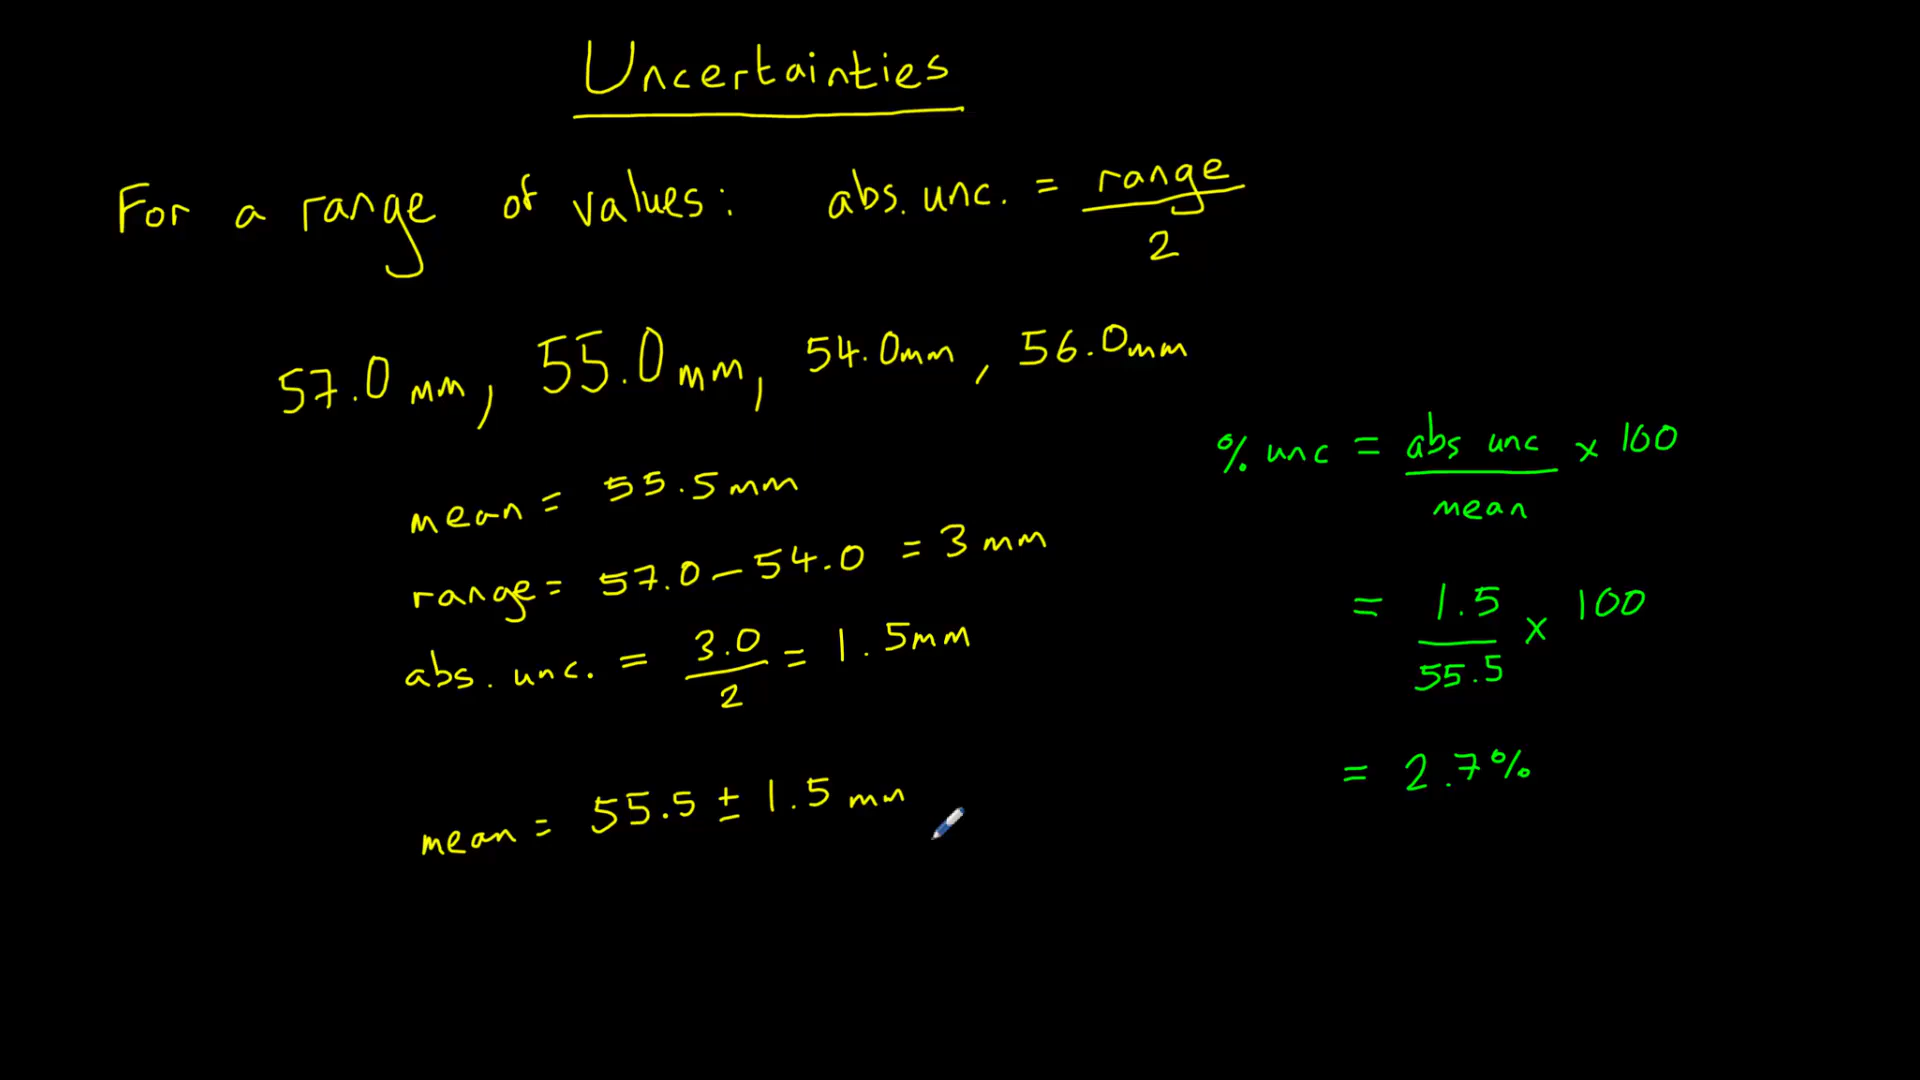 Uncertainties
For a range of values: abs. unc. = range / 2
57.0 mm, 55.0 mm, 54.0mm, 56.0mm
mean = 55.5mm
range = 57.0 – 54.0 = 3 mm
abs. unc. = 3.0 / 2 = 1.5mm
mean = 55.5 ± 1.5 mm
% unc = abs unc / mean × 100
= 1.5 / 55.5 × 100
= 2.7%